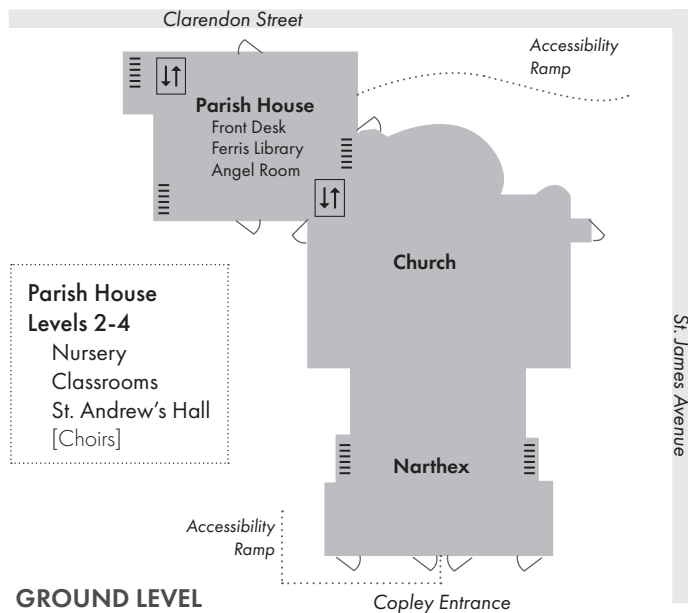 Clarendon Street
Accessibility
Ramp
Parish House
Front Desk
Ferris Library
Angel Room
Church
Parish House
Levels 2-4
Nursery
Classrooms
St. Andrew's Hall
[Choirs]
St. James Avenue
Narthex
Accessibility
Ramp
GROUND LEVEL
Copley Entrance